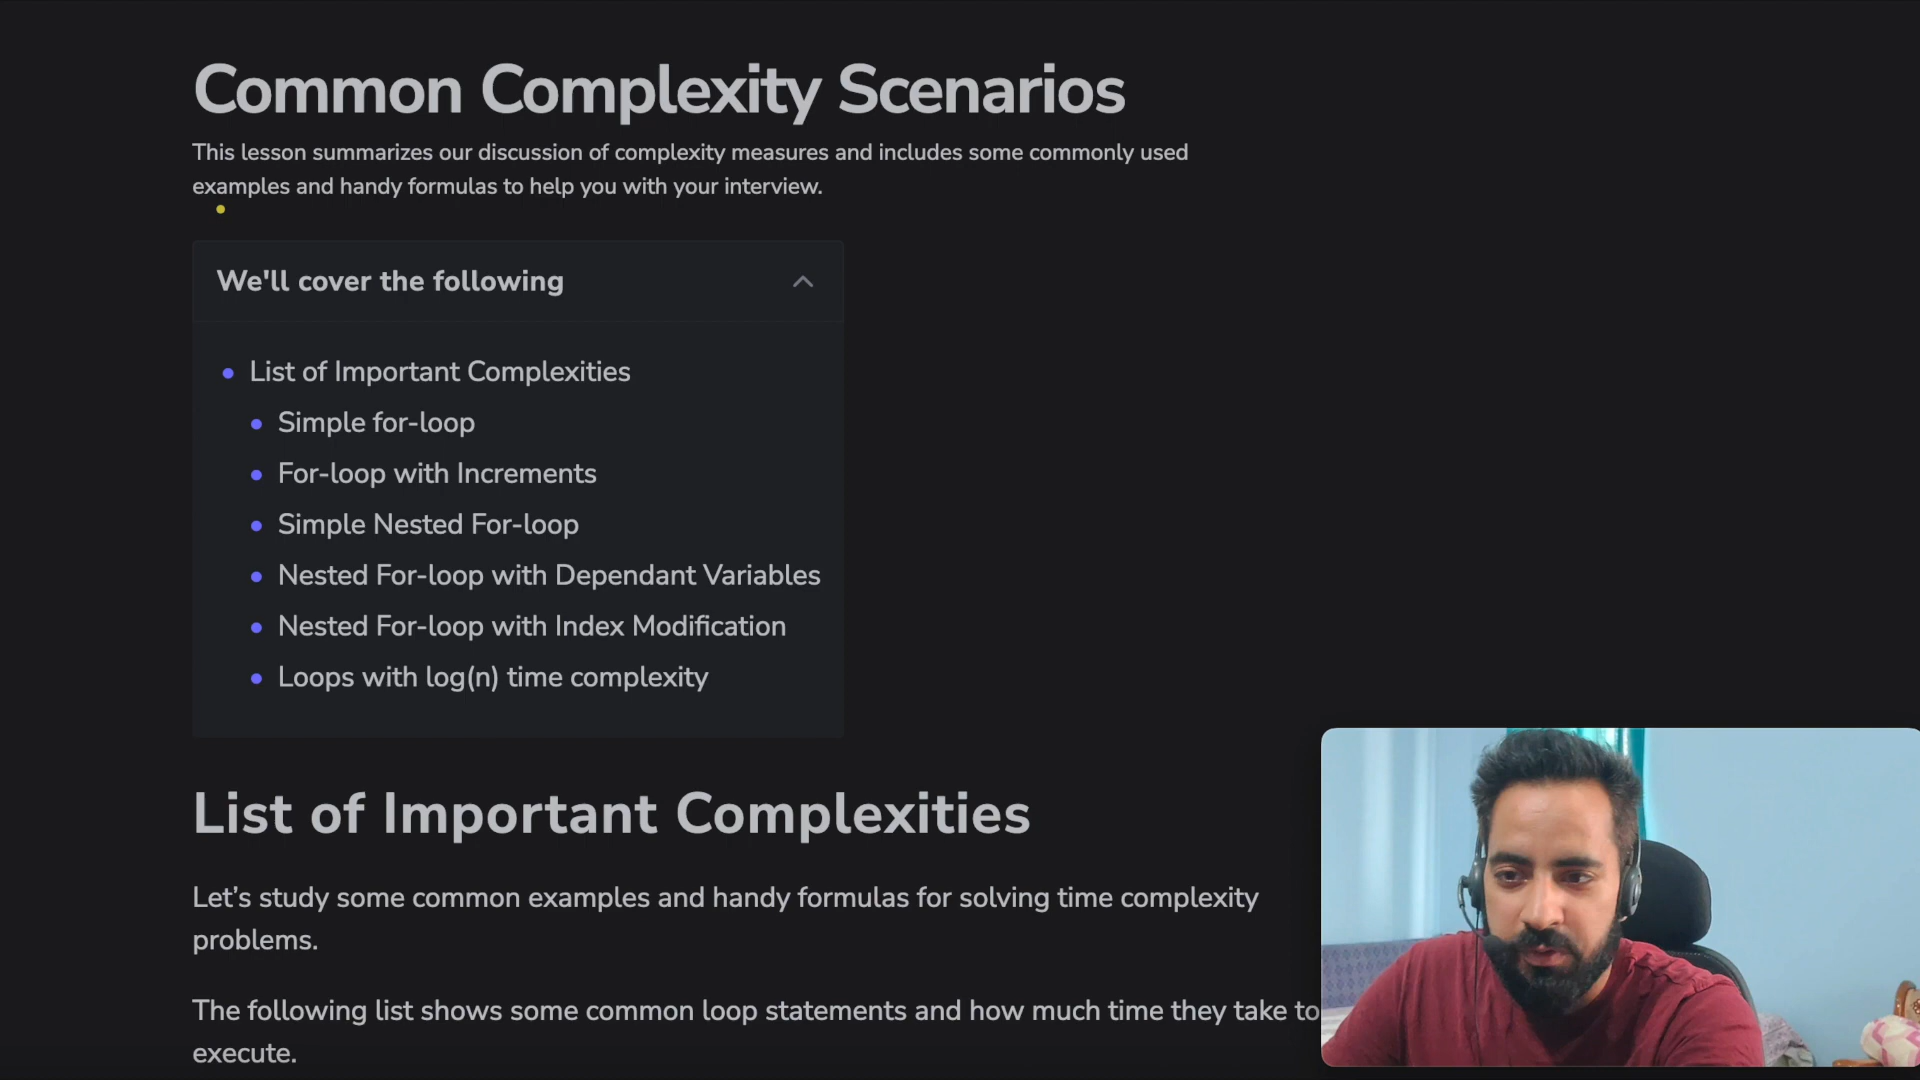 Common Complexity Scenarios
This lesson summarizes our discussion of complexity measures and includes some commonly used
examples and handy formulas to help you with your interview.
We'll cover the following
List of Important Complexities
Simple for-loop
For-loop with Increments
Simple Nested For-loop
Nested For-loop with Dependant Variables
Nested For-loop with Index Modification
Loops with log(n) time complexity
List of Important Complexities
Let’s study some common examples and handy formulas for solving time complexity
problems.
The following list shows some common loop statements and how much time they take to
execute.